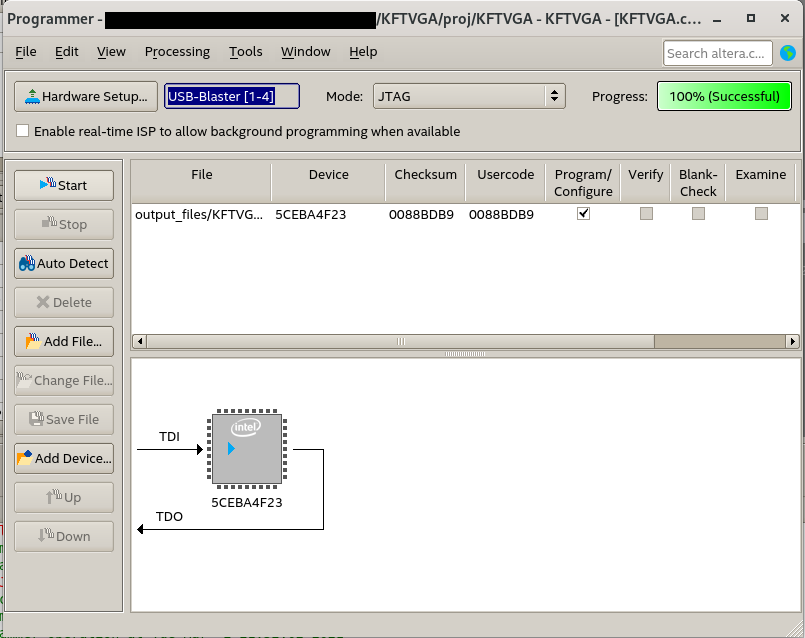 Programmer - /KFTVGA/proj/KFTVGA - KFTVGA - [KFTVGA.c...
File Edit View Processing Tools Window Help
Search altera.c...
Hardware Setup... USB-Blaster [1-4] Mode: JTAG Progress: 100% (Successful)
Enable real-time ISP to allow background programming when available
Start
Stop
Auto Detect
Delete
Add File...
Change File...
Save File
Add Device...
Up
Down
File Device Checksum Usercode Program/ Verify Blank- Examine
Configure Check
output_files/KFTVG... 5CEBA4F23 0088BDB9 0088BDB9
TDI
intel
5CEBA4F23
TDO